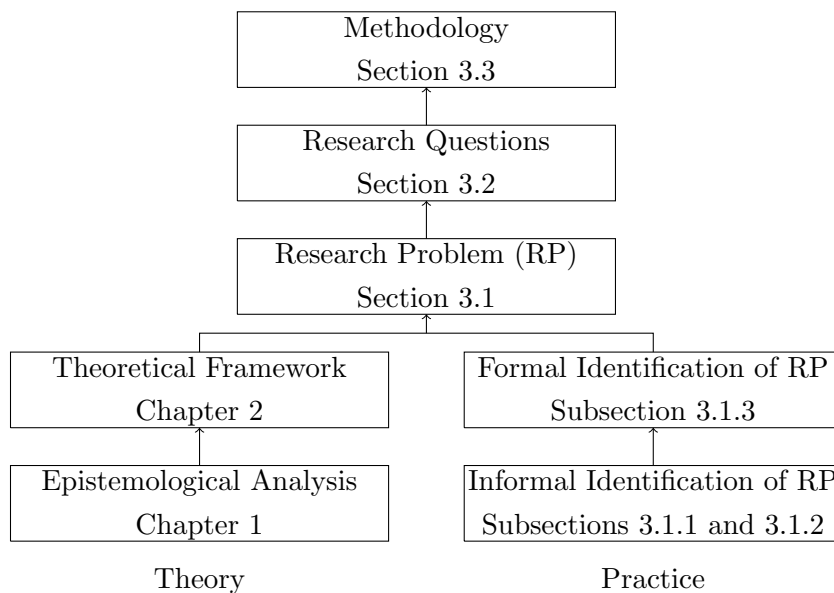 Methodology
Section 3.3
Research Questions
Section 3.2
Research Problem (RP)
Section 3.1
Theoretical Framework
Chapter 2
Formal Identification of RP
Subsection 3.1.3
Epistemological Analysis
Chapter 1
Informal Identification of RP
Subsections 3.1.1 and 3.1.2
Theory
Practice